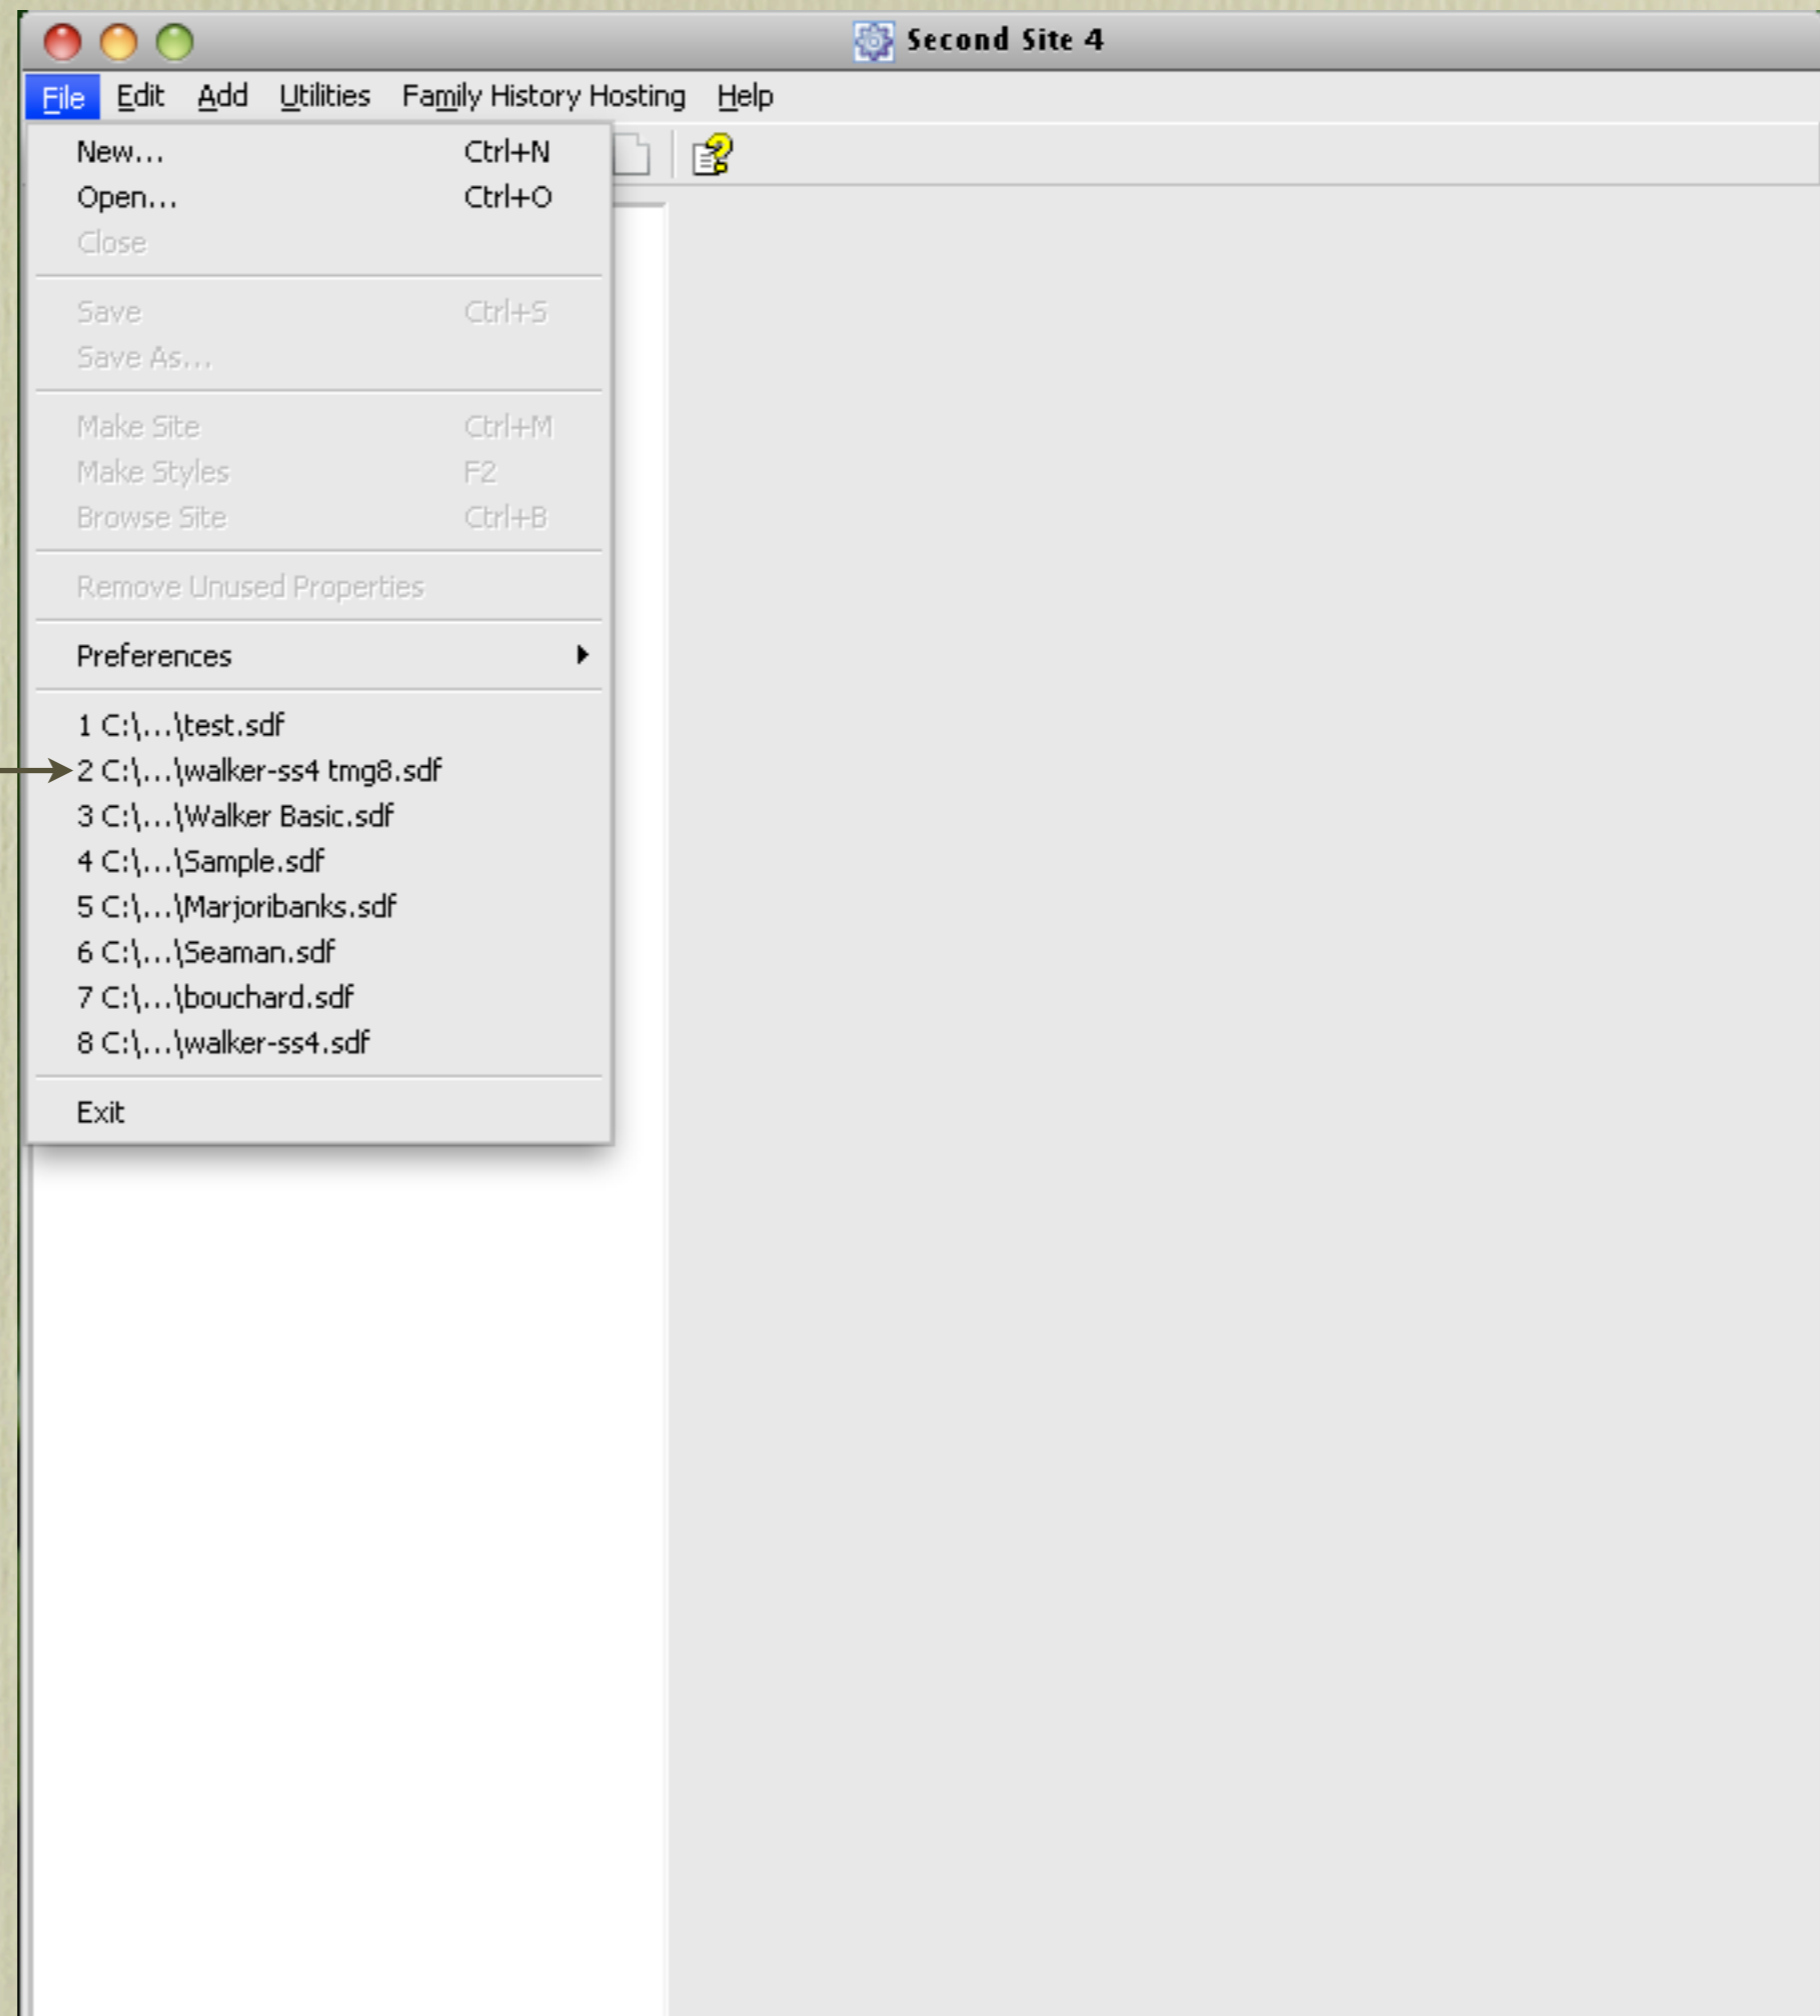 Second Site 4
File Edit Add Utilities Family History Hosting Help
New... Ctrl+N
Open... Ctrl+O
Close
Save Ctrl+S
Save As...
Make Site Ctrl+M
Make Styles F2
Browse Site Ctrl+B
Remove Unused Properties
Preferences
1 C:\...\test.sdf
2 C:\...\walker-ss4 tmg8.sdf
3 C:\...\Walker Basic.sdf
4 C:\...\Sample.sdf
5 C:\...\Marjoribanks.sdf
6 C:\...\Seaman.sdf
7 C:\...\bouchard.sdf
8 C:\...\walker-ss4.sdf
Exit